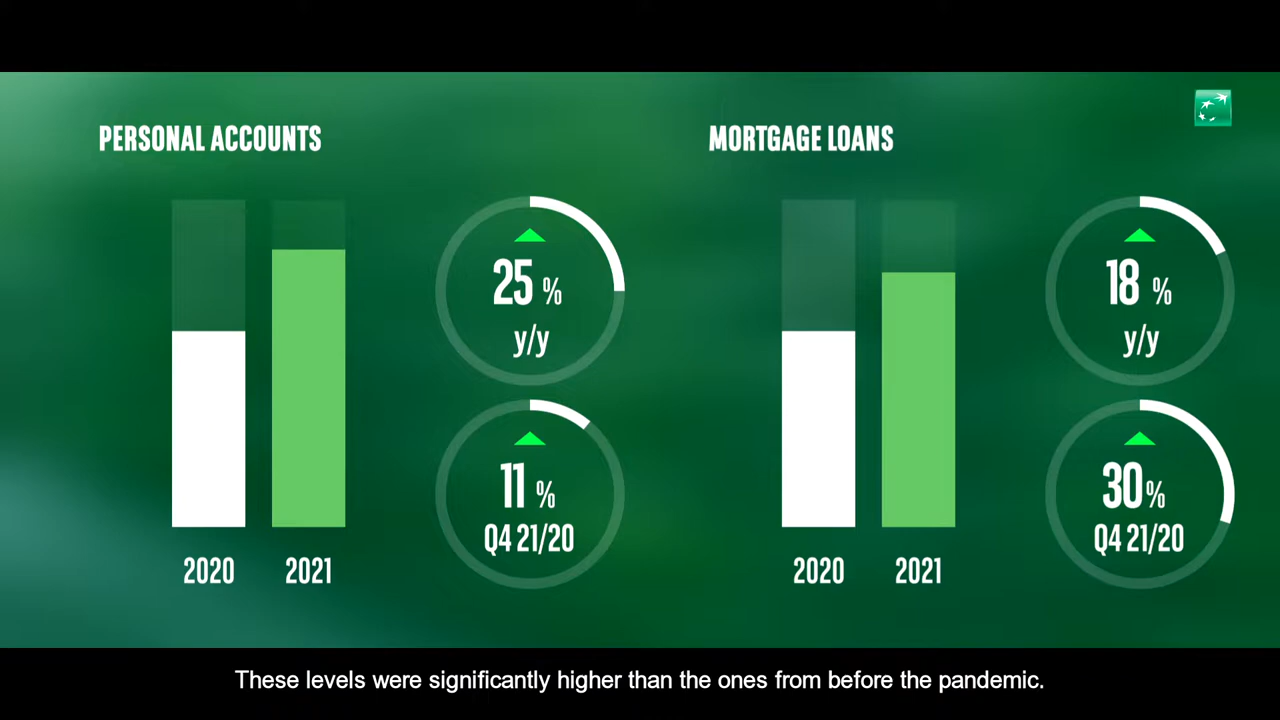 PERSONAL ACCOUNTS
25 %
y/y
11 %
Q4 21/20
2020
2021
MORTGAGE LOANS
18 %
y/y
30%
Q4 21/20
2020
2021
These levels were significantly higher than the ones from before the pandemic.